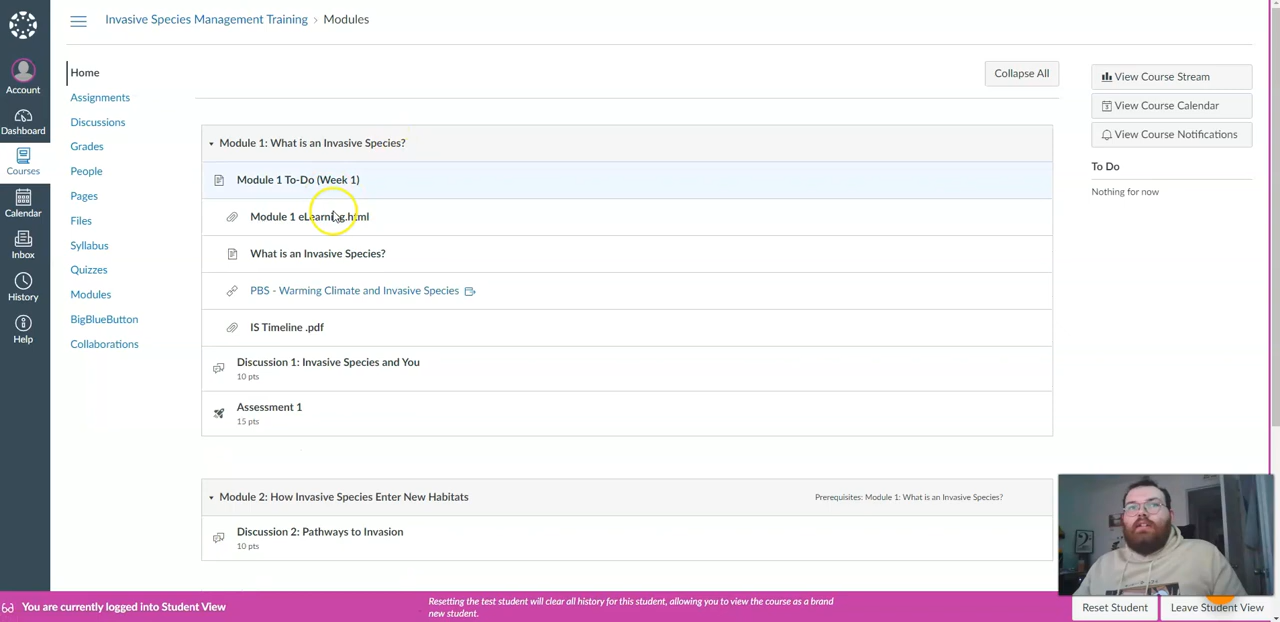 Invasive Species Management Training › Modules
Account
Dashboard
Courses
Calendar
Inbox
History
Help
Home
Assignments
Discussions
Grades
People
Pages
Files
Syllabus
Quizzes
Modules
BigBlueButton
Collaborations
Collapse All
Module 1: What is an Invasive Species?
Module 1 To-Do (Week 1)
Module 1 eLearning.html
What is an Invasive Species?
PBS - Warming Climate and Invasive Species
IS Timeline .pdf
Discussion 1: Invasive Species and You
10 pts
Assessment 1
15 pts
Module 2: How Invasive Species Enter New Habitats
Prerequisites: Module 1: What is an Invasive Species?
Discussion 2: Pathways to Invasion
10 pts
View Course Stream
View Course Calendar
View Course Notifications
To Do
Nothing for now
You are currently logged into Student View
Resetting the test student will clear all history for this student, allowing you to view the course as a brand
new student.
Reset Student
Leave Student View